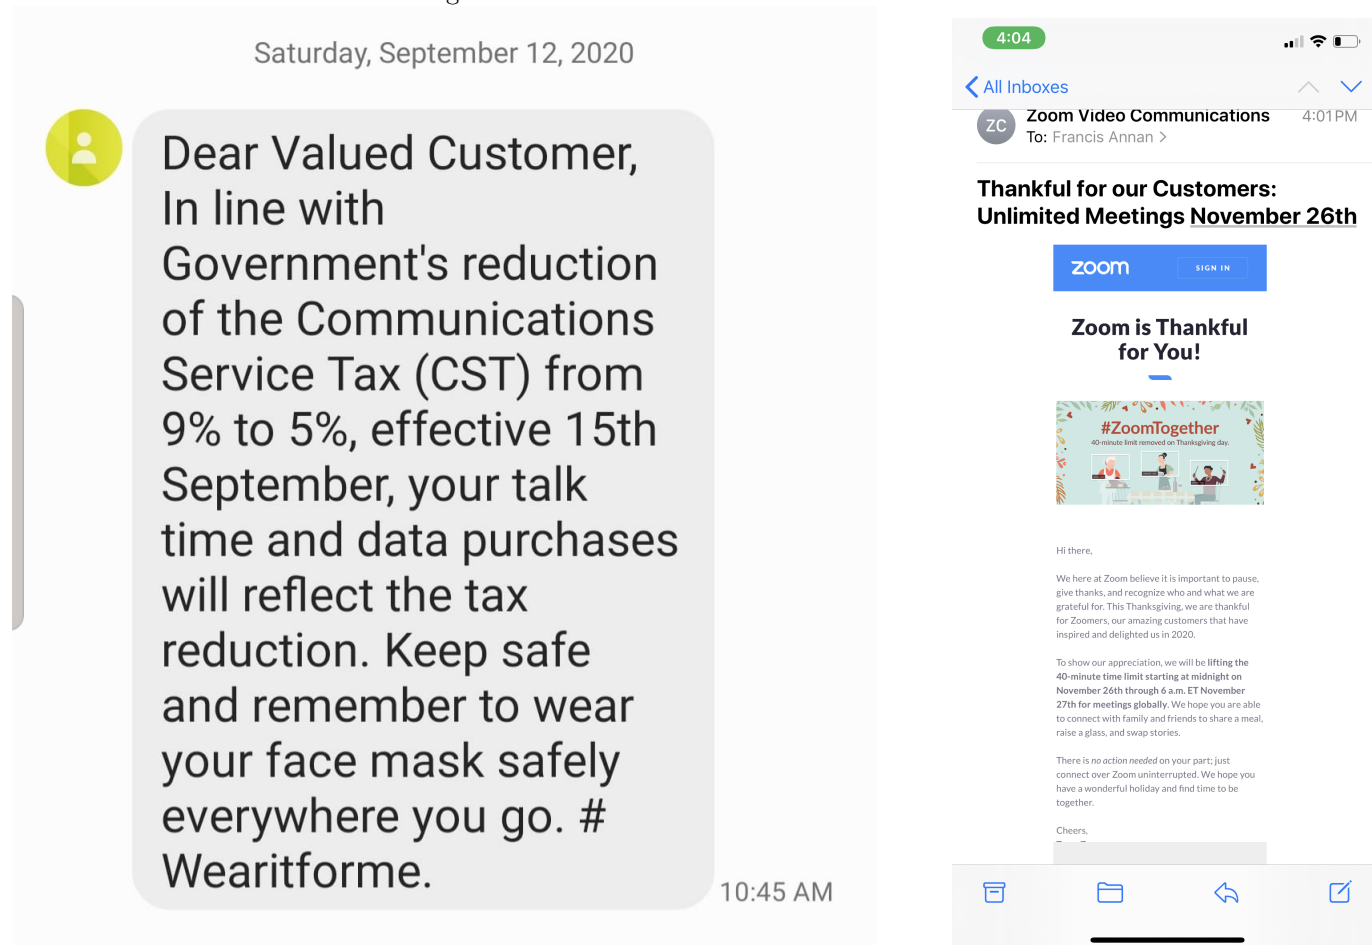 Saturday, September 12, 2020
Dear Valued Customer,
In line with
Government's reduction
of the Communications
Service Tax (CST) from
9% to 5%, effective 15th
September, your talk
time and data purchases
will reflect the tax
reduction. Keep safe
and remember to wear
your face mask safely
everywhere you go. #
Wearitforme.
10:45 AM
4:04
All Inboxes
ZC
Zoom Video Communications
4:01 PM
To: Francis Annan >
Thankful for our Customers:
Unlimited Meetings November 26th
zoom
SIGN IN
Zoom is Thankful
for You!
#ZoomTogether
40-minute limit removed on Thanksgiving day.
Hi there,
We here at Zoom believe it is important to pause,
give thanks, and recognize who and what we are
grateful for. This Thanksgiving, we are thankful
for Zoomers, our amazing customers that have
inspired and delighted us in 2020.
To show our appreciation, we will be lifting the
40-minute time limit starting at midnight on
November 26th through 6 a.m. ET November
27th for meetings globally. We hope you are able
to connect with family and friends to share a meal,
raise a glass, and swap stories.
There is no action needed on your part; just
connect over Zoom uninterrupted. We hope you
have a wonderful holiday and find time to be
together.
Cheers,